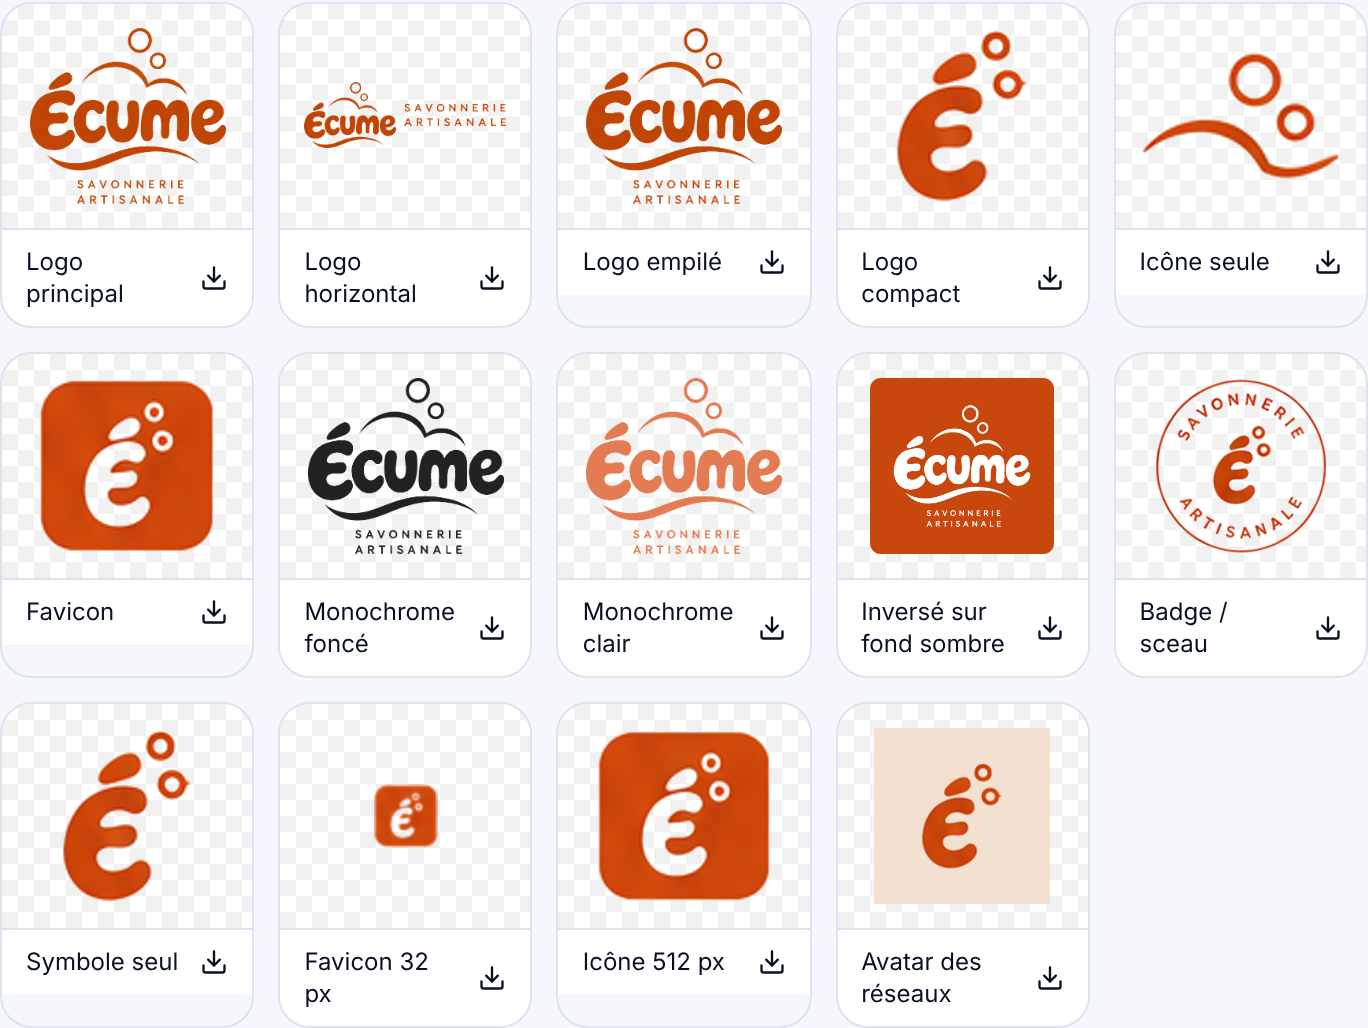 Écume
SAVONNERIE
ARTISANALE
Logo
principal
Écume
SAVONNERIE
ARTISANALE
Logo
horizontal
Écume
SAVONNERIE
ARTISANALE
Logo empilé
É
Logo
compact
Icône seule
É
Favicon
Écume
SAVONNERIE
ARTISANALE
Monochrome
foncé
Écume
SAVONNERIE
ARTISANALE
Monochrome
clair
Écume
SAVONNERIE
ARTISANALE
Inversé sur
fond sombre
SAVONNERIE
É
ARTISANALE
Badge /
sceau
É
Symbole seul
É
Favicon 32
px
É
Icône 512 px
É
Avatar des
réseaux